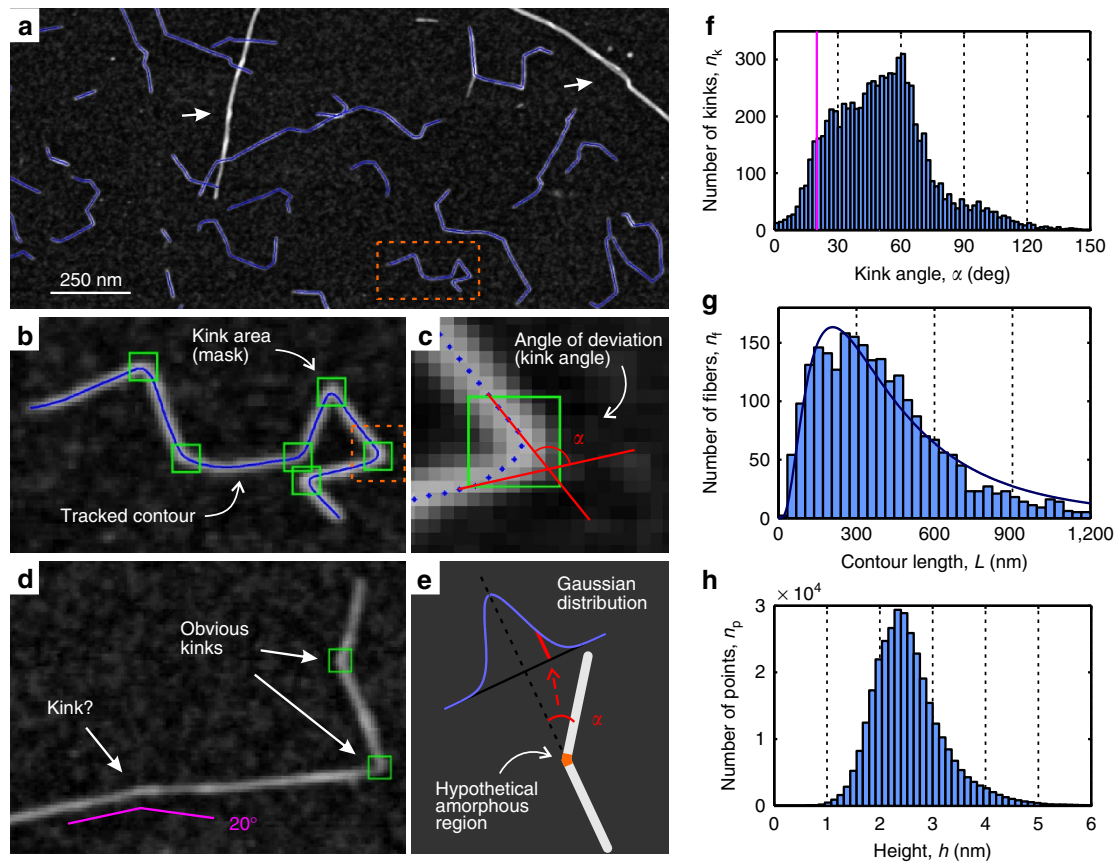 a
250 nm
b
Kink area
(mask)
Tracked contour
c
Angle of deviation
(kink angle)
α
d
Obvious
kinks
Kink?
20°
e
Gaussian
distribution
α
Hypothetical
amorphous
region
f
Number of kinks, nk
300
200
100
0
0 30 60 90 120 150
Kink angle, α (deg)
g
Number of fibers, nf
150
100
50
0
0 300 600 900 1,200
Contour length, L (nm)
h
× 10⁴
Number of points, np
3
2
1
0
0 1 2 3 4 5 6
Height, h (nm)